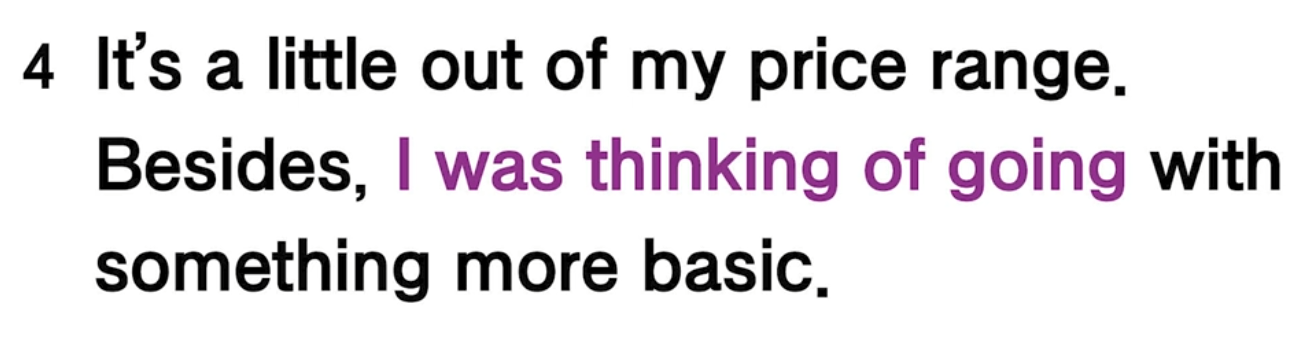 4 It's a little out of my price range.
Besides, I was thinking of going with
something more basic.